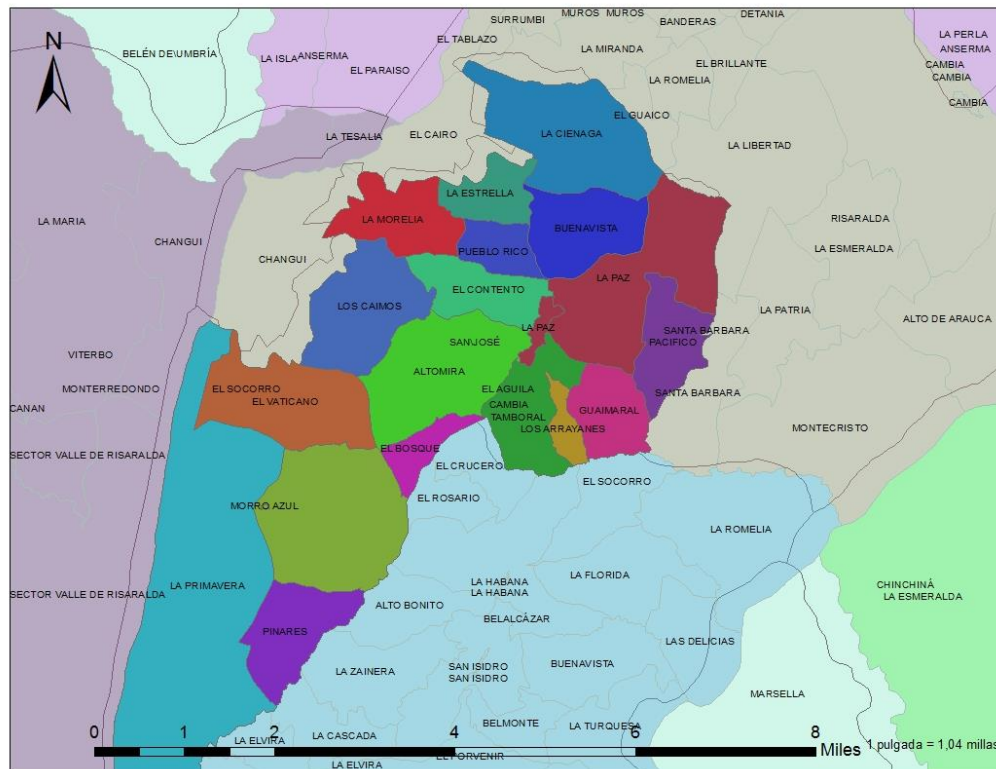 SURRUMBI
MUROS MUROS
DETANIA
BANDERAS
LA PERLA
ANSERMA
CAMBIA
CAMBIA
CAMBIA
N
EL TABLAZO
BELÉN DE UMBRÍA
LA ISLA
ANSERMA
EL PARAISO
LA MIRANDA
EL BRILLANTE
LA ROMELIA
EL GUAICO
LA TESALIA
EL CAIRO
LA CIENAGA
LA LIBERTAD
LA MARIA
LA ESTRELLA
LA MORELIA
BUENAVISTA
RISARALDA
CHANGUI
LA ESMERALDA
PUEBLO RICO
CHANGUI
LA PAZ
EL CONTENTO
LOS CAIMOS
LA PATRIA
ALTO DE ARAUCA
LA PAZ
SANTA BARBARA
PACIFICO
SAN JOSÉ
VITERBO
ALTOMIRA
MONTERREDONDO
EL SOCORRO
EL AGUILA
SANTA BARBARA
EL VATICANO
CAMBIA
TAMBORAL
GUAIMARAL
CANAN
LOS ARRAYANES
MONTECRISTO
EL BOSQUE
SECTOR VALLE DE RISARALDA
EL CRUCERO
EL SOCORRO
EL ROSARIO
MORRO AZUL
LA ROMELIA
LA PRIMAVERA
LA FLORIDA
LA HABANA
LA HABANA
CHINCHINÁ
LA ESMERALDA
SECTOR VALLE DE RISARALDA
ALTO BONITO
BELALCÁZAR
PINARES
LAS DELICIAS
LA ZAINERA
SAN ISIDRO
SAN ISIDRO
BUENAVISTA
MARSELLA
BELMONTE
LA TURQUESA
LA ELVIRA
LA CASCADA
0 1 2 4 6 8
Miles
1 pulgada = 1,04 millas
LA ELVIRA